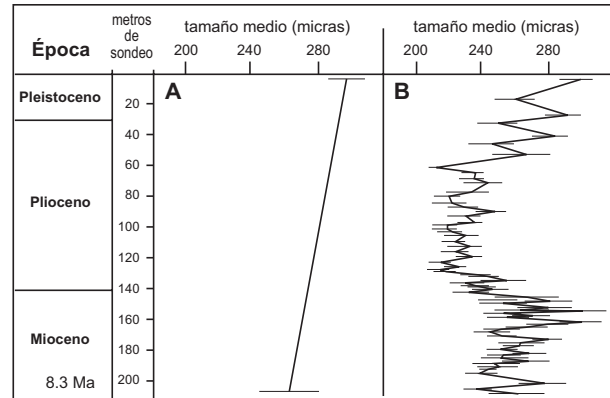 Época
metros
de
sondeo
tamaño medio (micras)
200 240 280
tamaño medio (micras)
200 240 280
A
B
Pleistoceno
Plioceno
Mioceno
8.3 Ma
20
40
60
80
100
120
140
160
180
200